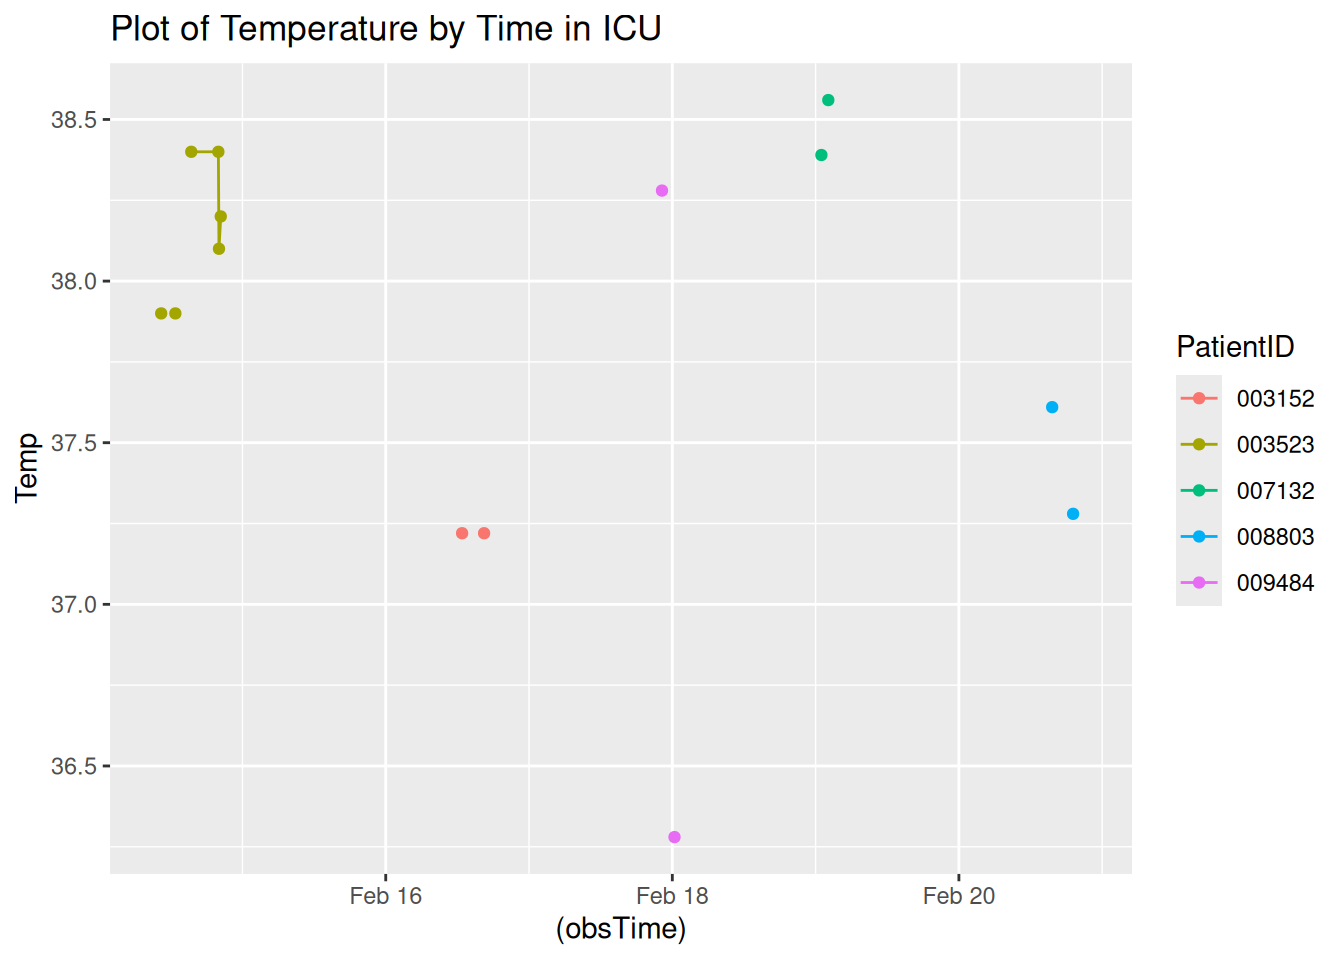 Plot of Temperature by Time in ICU
38.5
38.0
37.5
37.0
36.5
Temp
Feb 16
Feb 18
Feb 20
(obsTime)
PatientID
003152
003523
007132
008803
009484